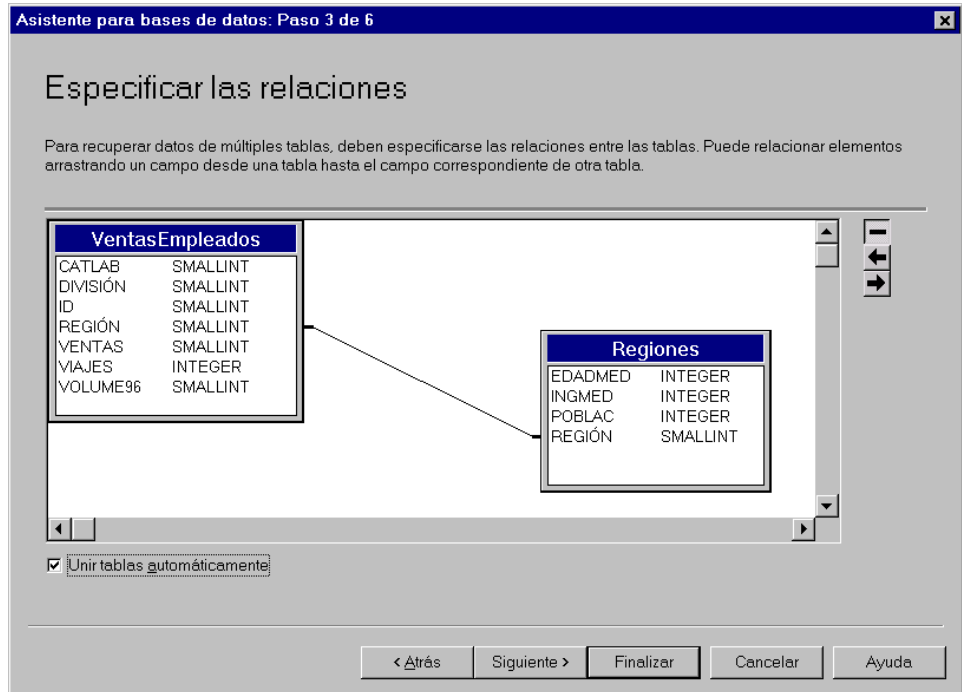 Asistente para bases de datos: Paso 3 de 6
Especificar las relaciones
Para recuperar datos de múltiples tablas, deben especificarse las relaciones entre las tablas. Puede relacionar elementos
arrastrando un campo desde una tabla hasta el campo correspondiente de otra tabla.
VentasEmpleados
CATLAB SMALLINT
DIVISIÓN SMALLINT
ID SMALLINT
REGIÓN SMALLINT
VENTAS SMALLINT
VIAJES INTEGER
VOLUME96 SMALLINT
Regiones
EDADMED INTEGER
INGMED INTEGER
POBLAC INTEGER
REGIÓN SMALLINT
Unir tablas automáticamente
< Atrás Siguiente > Finalizar Cancelar Ayuda